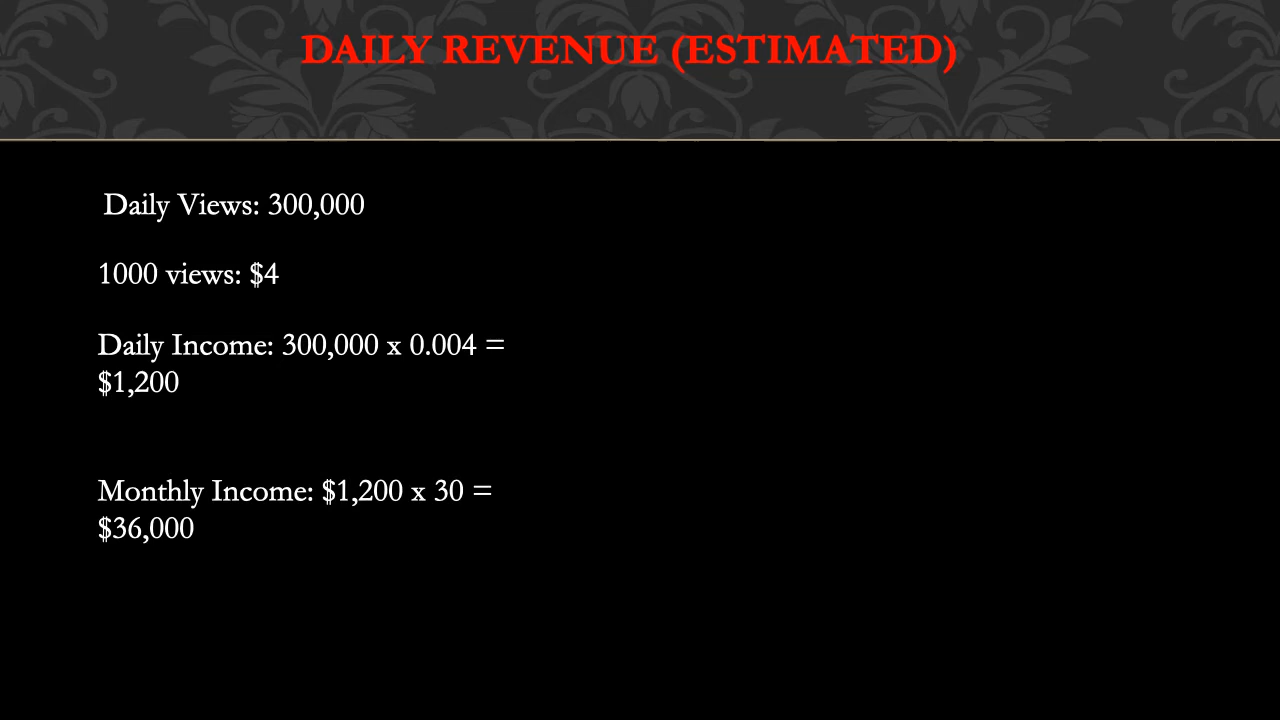 DAILY REVENUE (ESTIMATED)
Daily Views: 300,000
1000 views: $4
Daily Income: 300,000 x 0.004 =
$1,200
Monthly Income: $1,200 x 30 =
$36,000